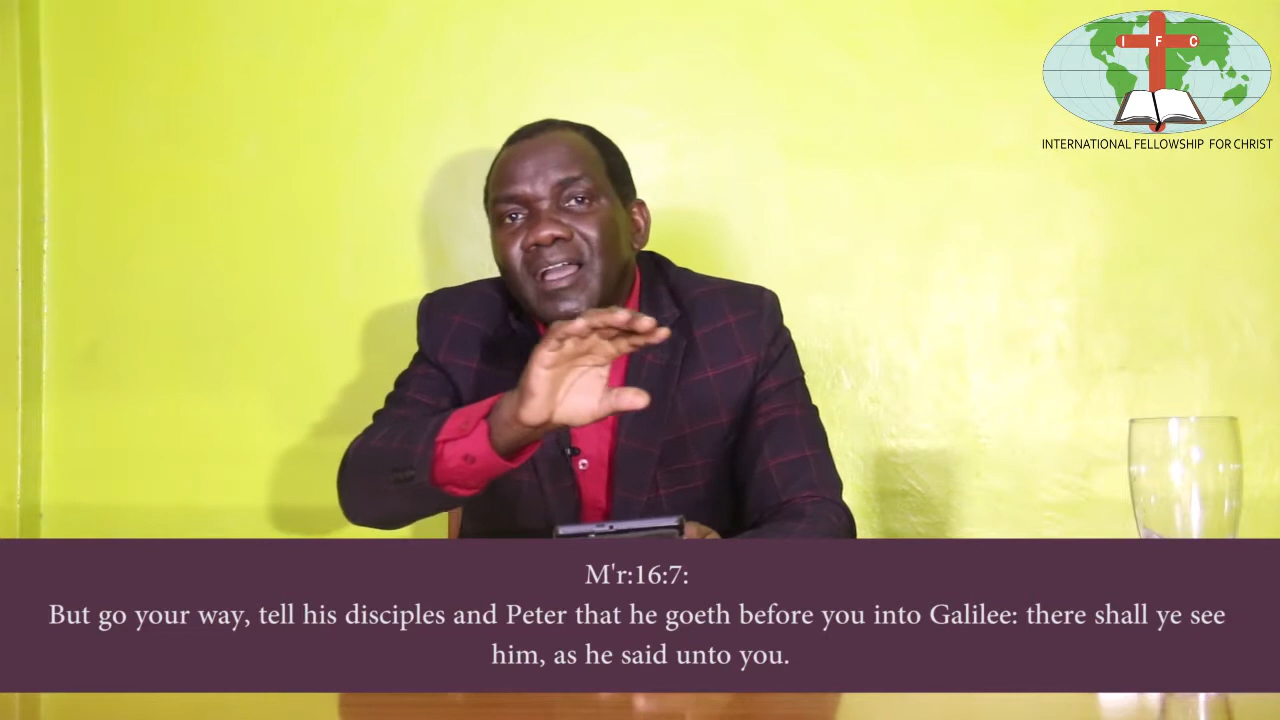 I F C
INTERNATIONAL FELLOWSHIP FOR CHRIST
M'r:16:7:
But go your way, tell his disciples and Peter that he goeth before you into Galilee: there shall ye see
him, as he said unto you.